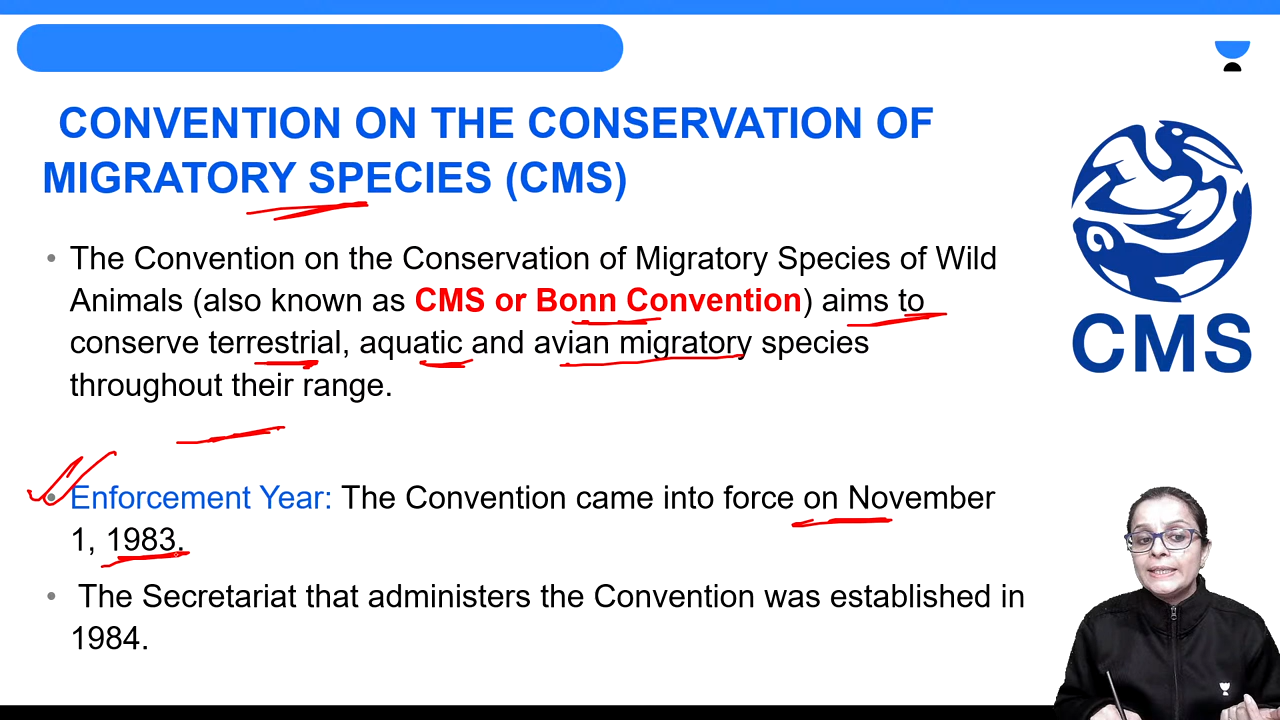 CONVENTION ON THE CONSERVATION OF
MIGRATORY SPECIES (CMS)
• The Convention on the Conservation of Migratory Species of Wild
Animals (also known as CMS or Bonn Convention) aims to
conserve terrestrial, aquatic and avian migratory species
throughout their range.
• Enforcement Year: The Convention came into force on November
1, 1983.
• The Secretariat that administers the Convention was established in
1984.
CMS